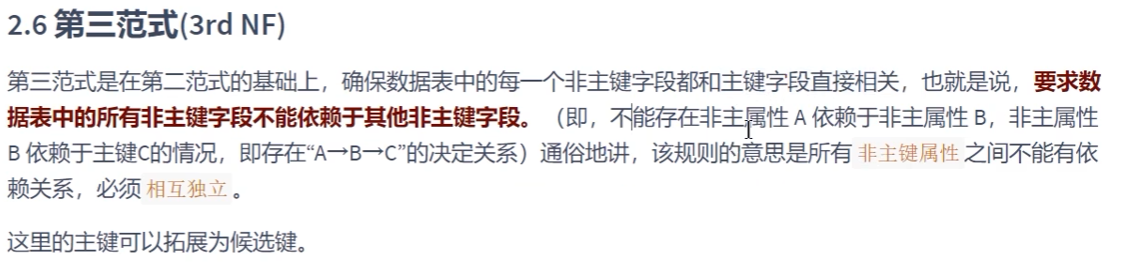 2.6 第三范式(3rd NF)
第三范式是在第二范式的基础上，确保数据表中的每一个非主键字段都和主键字段直接相关，也就是说，要求数
据表中的所有非主键字段不能依赖于其他非主键字段。（即，不能存在非主属性 A 依赖于非主属性 B，非主属性
B 依赖于主键C的情况，即存在“A→B→C”的决定关系）通俗地讲，该规则的意思是所有 非主键属性 之间不能有依
赖关系，必须 相互独立 。
这里的主键可以拓展为候选键。